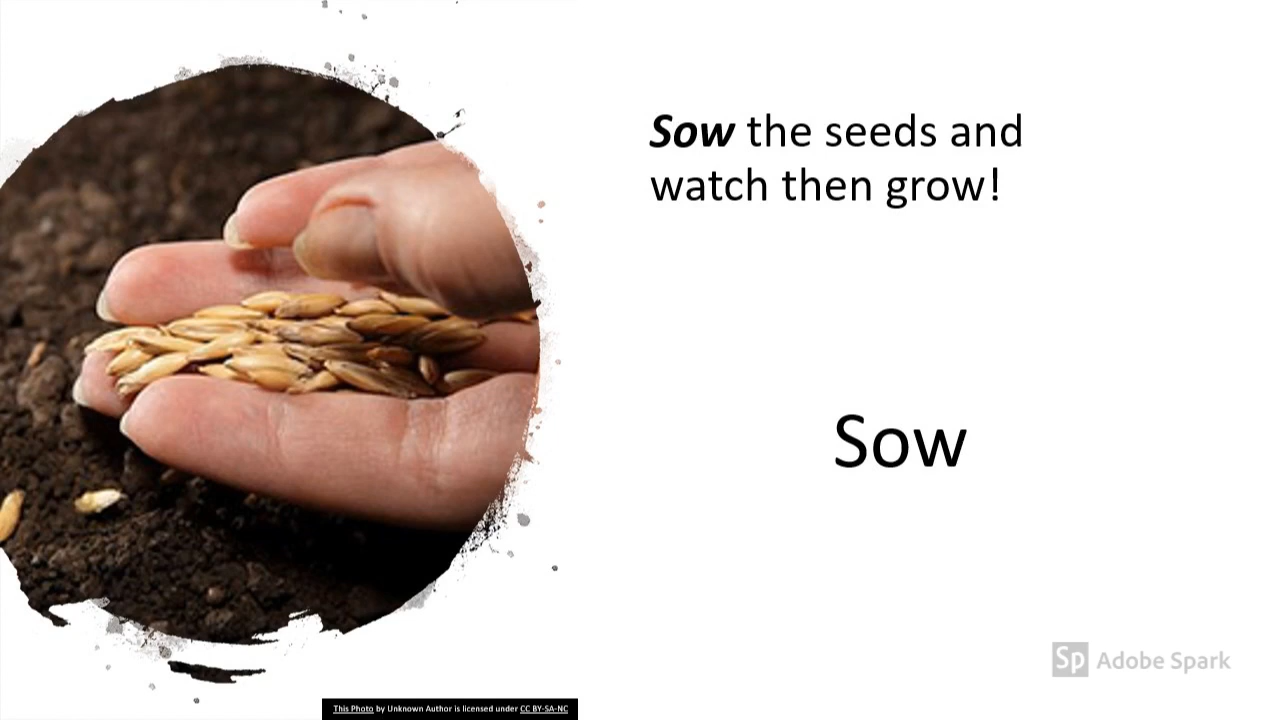 Sow the seeds and
watch then grow!
Sow
Sp Adobe Spark
This Photo by Unknown Author is licensed under CC BY-SA-NC